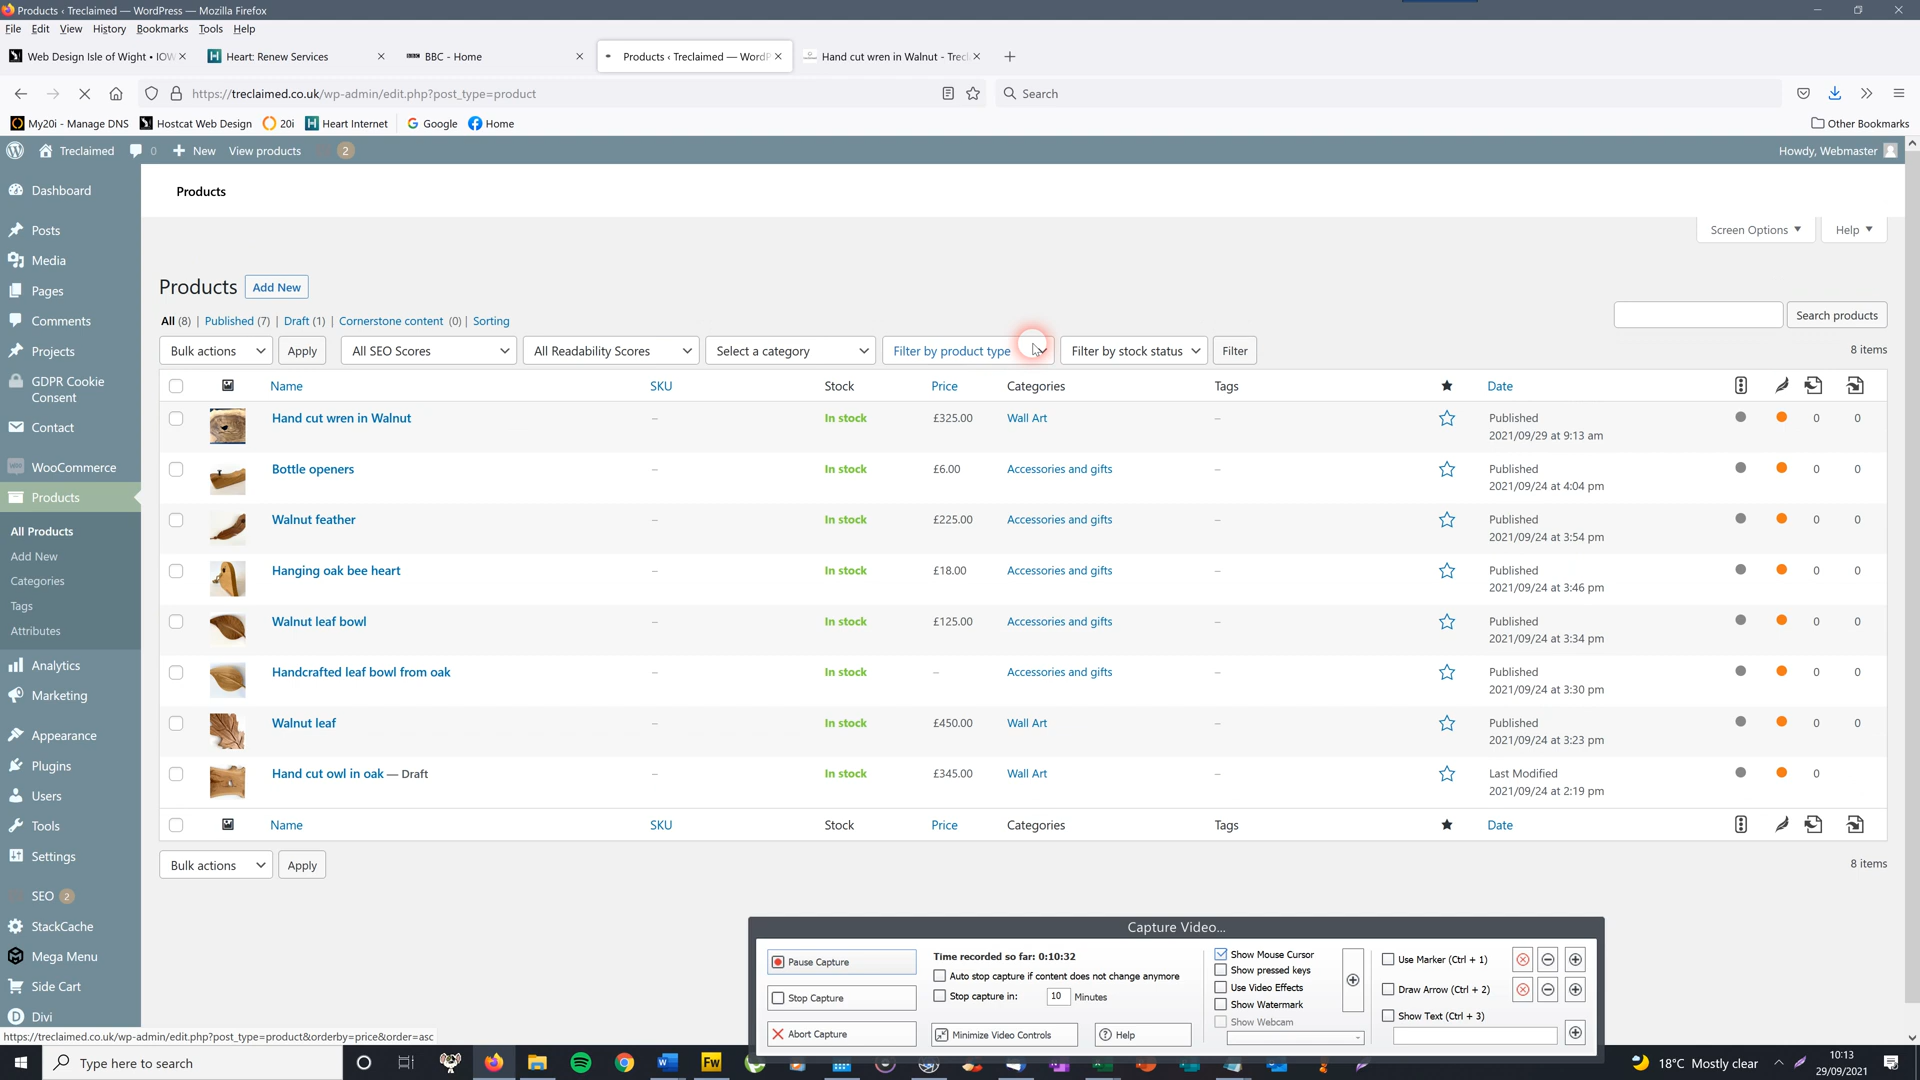 Products ‹ Treclaimed — WordPress — Mozilla Firefox
File Edit View History Bookmarks Tools Help
Web Design Isle of Wight • IOW Heart: Renew Services BBC - Home Products ‹ Treclaimed — WordP Hand cut wren in Walnut - Trecl
https://treclaimed.co.uk/wp-admin/edit.php?post_type=product Search
My20i - Manage DNS Hostcat Web Design 20i Heart Internet Google Home Other Bookmarks
Treclaimed 0 New View products 2 Howdy, Webmaster
Dashboard
Posts
Media
Pages
Comments
Projects
GDPR Cookie
Consent
Contact
WooCommerce
Products
All Products
Add New
Categories
Tags
Attributes
Analytics
Marketing
Appearance
Plugins
Users
Tools
Settings
SEO 2
StackCache
Mega Menu
Side Cart
Divi
Products
Screen Options Help
Products Add New
All (8) | Published (7) | Draft (1) | Cornerstone content (0) | Sorting
Search products
Bulk actions Apply All SEO Scores All Readability Scores Select a category Filter by product type Filter by stock status Filter 8 items
Name SKU Stock Price Categories Tags Date
Hand cut wren in Walnut – In stock £325.00 Wall Art – Published 0 0
2021/09/29 at 9:13 am
Bottle openers – In stock £6.00 Accessories and gifts – Published 0 0
2021/09/24 at 4:04 pm
Walnut feather – In stock £225.00 Accessories and gifts – Published 0 0
2021/09/24 at 3:54 pm
Hanging oak bee heart – In stock £18.00 Accessories and gifts – Published 0 0
2021/09/24 at 3:46 pm
Walnut leaf bowl – In stock £125.00 Accessories and gifts – Published 0 0
2021/09/24 at 3:34 pm
Handcrafted leaf bowl from oak – In stock – Accessories and gifts – Published 0 0
2021/09/24 at 3:30 pm
Walnut leaf – In stock £450.00 Wall Art – Published 0 0
2021/09/24 at 3:23 pm
Hand cut owl in oak — Draft – In stock £345.00 Wall Art – Last Modified 0
2021/09/24 at 2:19 pm
Name SKU Stock Price Categories Tags Date
Bulk actions Apply 8 items
Capture Video...
Pause Capture
Stop Capture
Abort Capture
Time recorded so far: 0:10:32
Auto stop capture if content does not change anymore
Stop capture in: 10 Minutes
Minimize Video Controls Help
Show Mouse Cursor
Show pressed keys
Use Video Effects
Show Watermark
Show Webcam
Use Marker (Ctrl + 1)
Draw Arrow (Ctrl + 2)
Show Text (Ctrl + 3)
https://treclaimed.co.uk/wp-admin/edit.php?post_type=product&orderby=price&order=asc
Type here to search Fw 18°C Mostly clear 10:13
29/09/2021